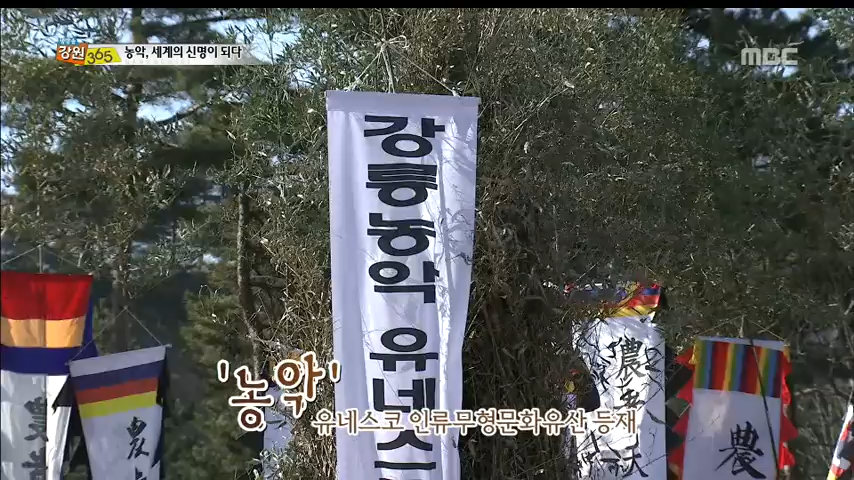 강원365 농악, 세계의 신명이 되다
MBC
강릉농악 유네스
農
農
農
'농악'
유네스코 인류무형문화유산 등재